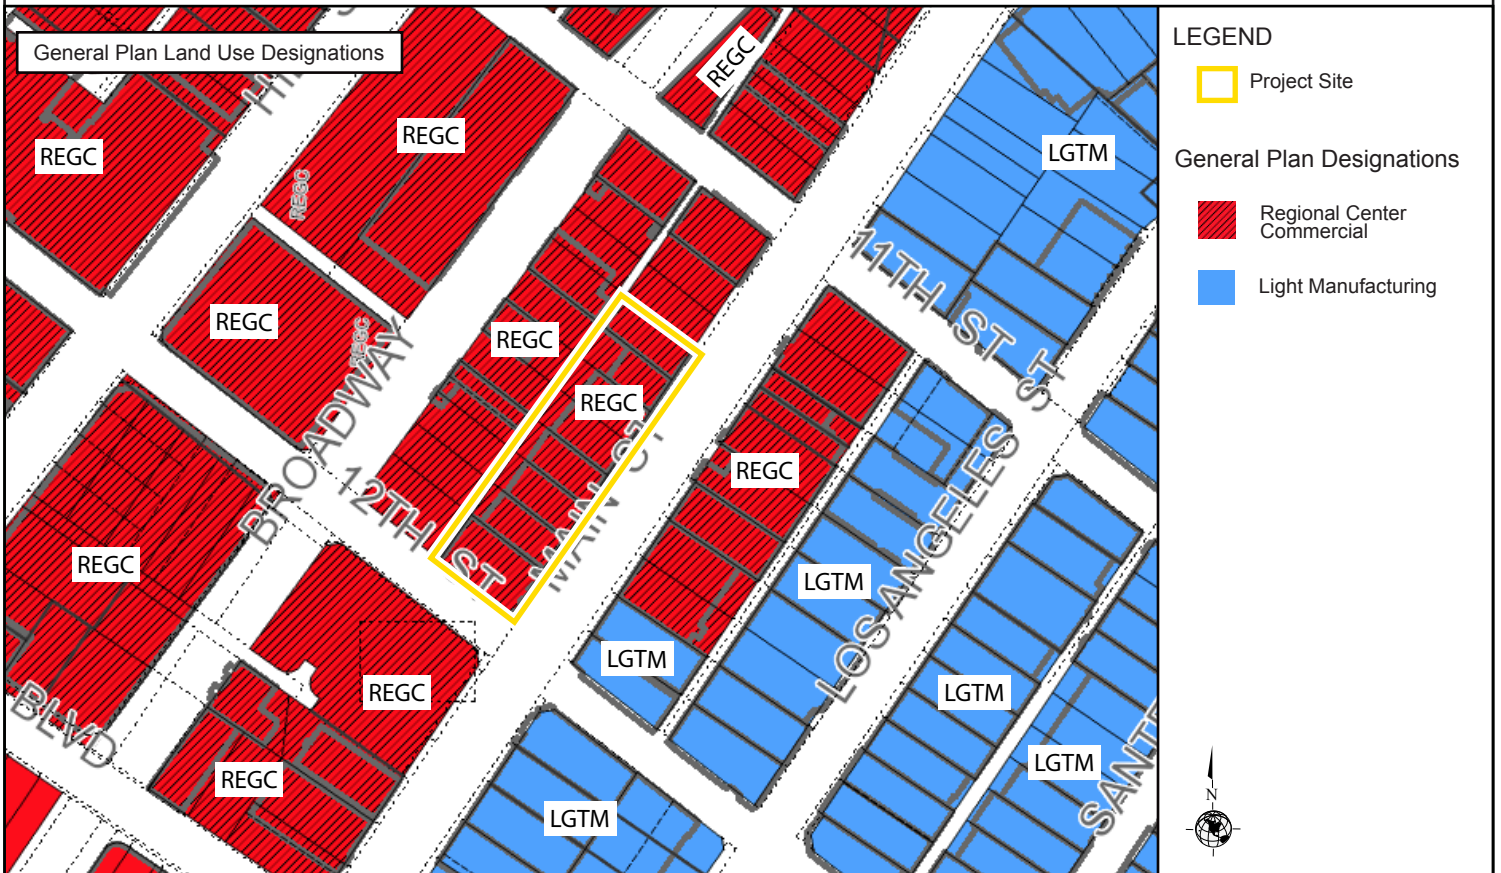 General Plan Land Use Designations
REGC
REGC
REGC
REGC
LGTM
REGC
REGC
REGC
REGC
REGC
REGC
REGC
LGTM
LGTM
REGC
LGTM
REGC
LGTM
LGTM
11TH ST
12TH ST
BROADWAY
MAIN ST
LOS ANGELES ST
BLVD
LEGEND
Project Site
General Plan Designations
Regional Center
Commercial
Light Manufacturing
N